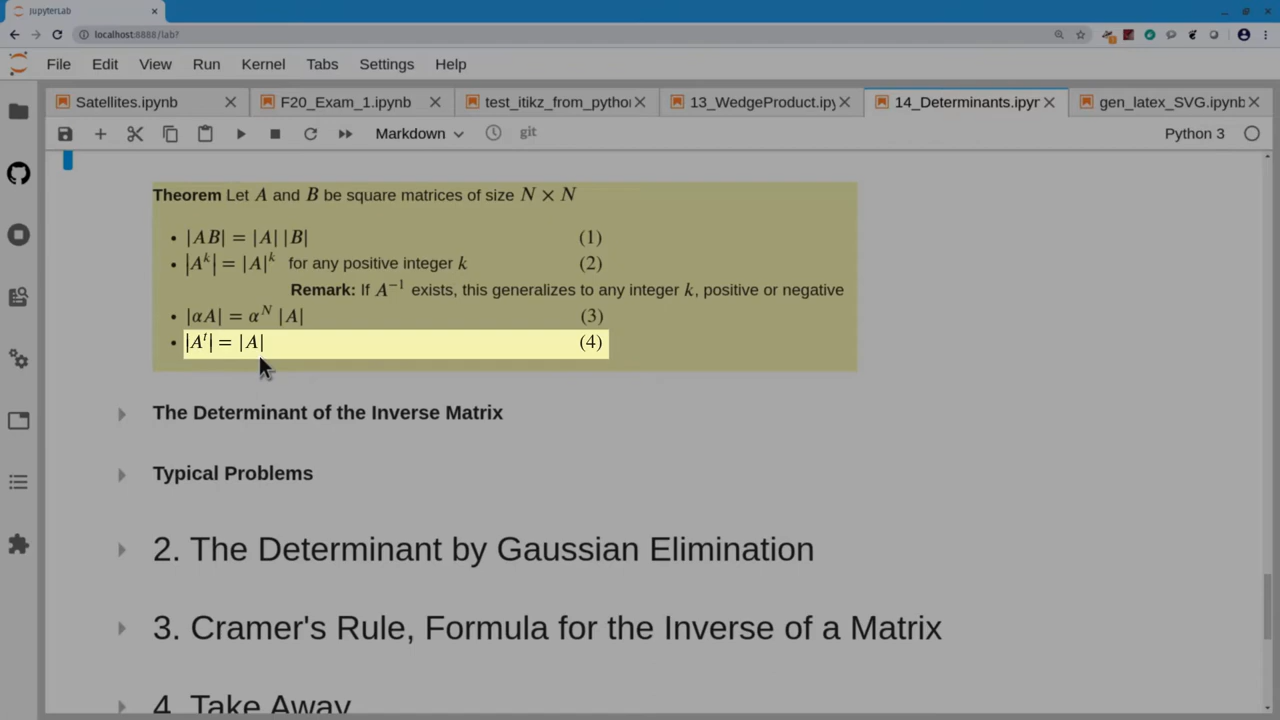 JupyterLab
localhost:8888/lab?
File Edit View Run Kernel Tabs Settings Help
Satellites.ipynb F20_Exam_1.ipynb test_itikz_from_pytho 13_WedgeProduct.ipy 14_Determinants.ipyn gen_latex_SVG.ipynb
Markdown git Python 3
Theorem Let A and B be square matrices of size N × N
• |AB| = |A| |B| (1)
• |A^k| = |A|^k for any positive integer k (2)
Remark: If A^{-1} exists, this generalizes to any integer k, positive or negative
• |αA| = α^N |A| (3)
• |A^t| = |A| (4)
The Determinant of the Inverse Matrix
Typical Problems
2. The Determinant by Gaussian Elimination
3. Cramer's Rule, Formula for the Inverse of a Matrix
4. Take Away